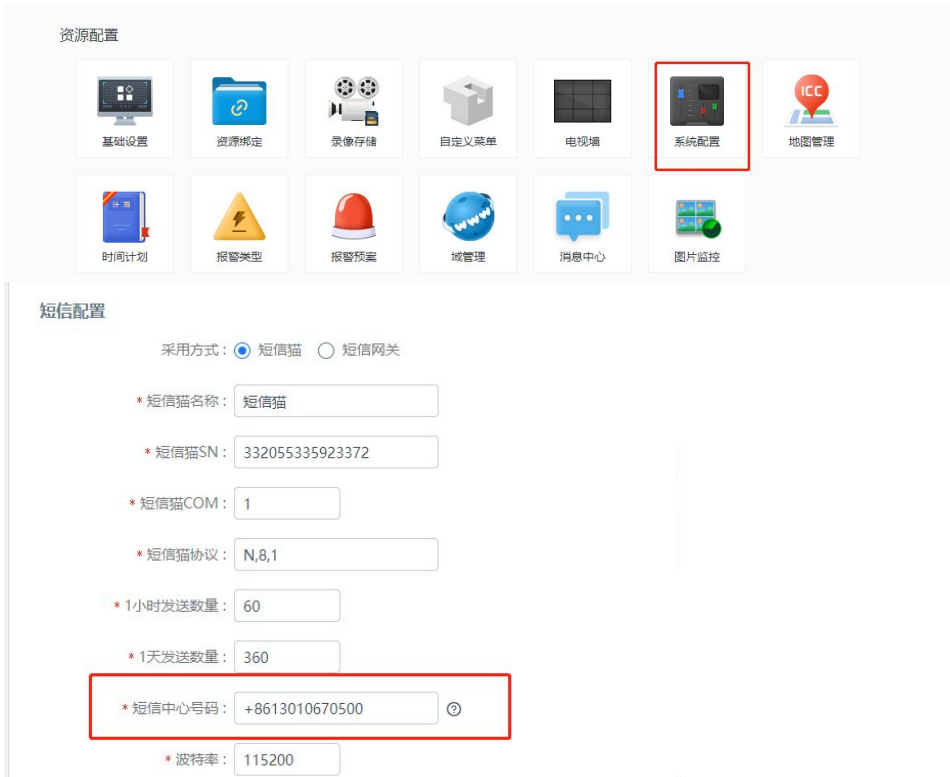 资源配置
ICC
基础设置
资源绑定
录像存储
自定义菜单
电视墙
系统配置
地图管理
时间计划
报警类型
报警预案
域管理
消息中心
图片监控
短信配置
采用方式： 短信猫 短信网关
* 短信猫名称： 短信猫
* 短信猫SN： 332055335923372
* 短信猫COM： 1
* 短信猫协议： N,8,1
* 1小时发送数量： 60
* 1天发送数量： 360
* 短信中心号码： +8613010670500
* 波特率： 115200